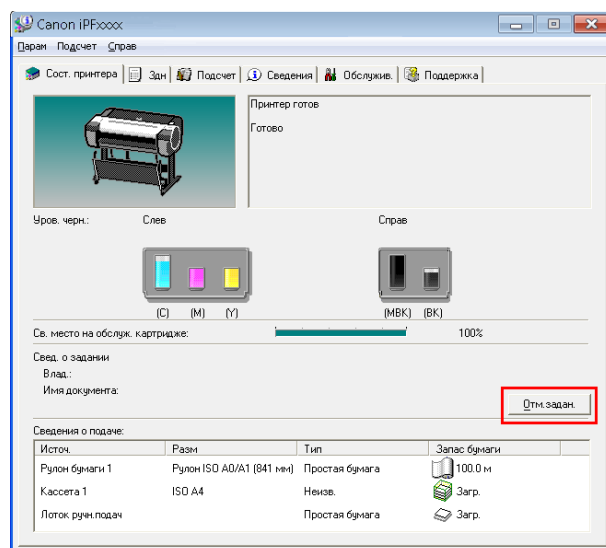 Canon iPFxxxx
Парам Подсчет Справ
Сост. принтера Здн Подсчет Сведения Обслужив. Поддержка
Принтер готов
Готово
Уров. черн.: Слев Справ
(C) (M) (Y) (MBK) (BK)
Св. место на обслуж. картридже: 100%
Свед. о задании
Влад.:
Имя документа:
Отм.задан.
Сведения о подаче:
Источ. Разм Тип Запас бумаги
Рулон бумаги 1 Рулон ISO A0/A1 (841 мм) Простая бумага 100.0 м
Кассета 1 ISO A4 Неизв. Загр.
Лоток ручн.подач Простая бумага Загр.